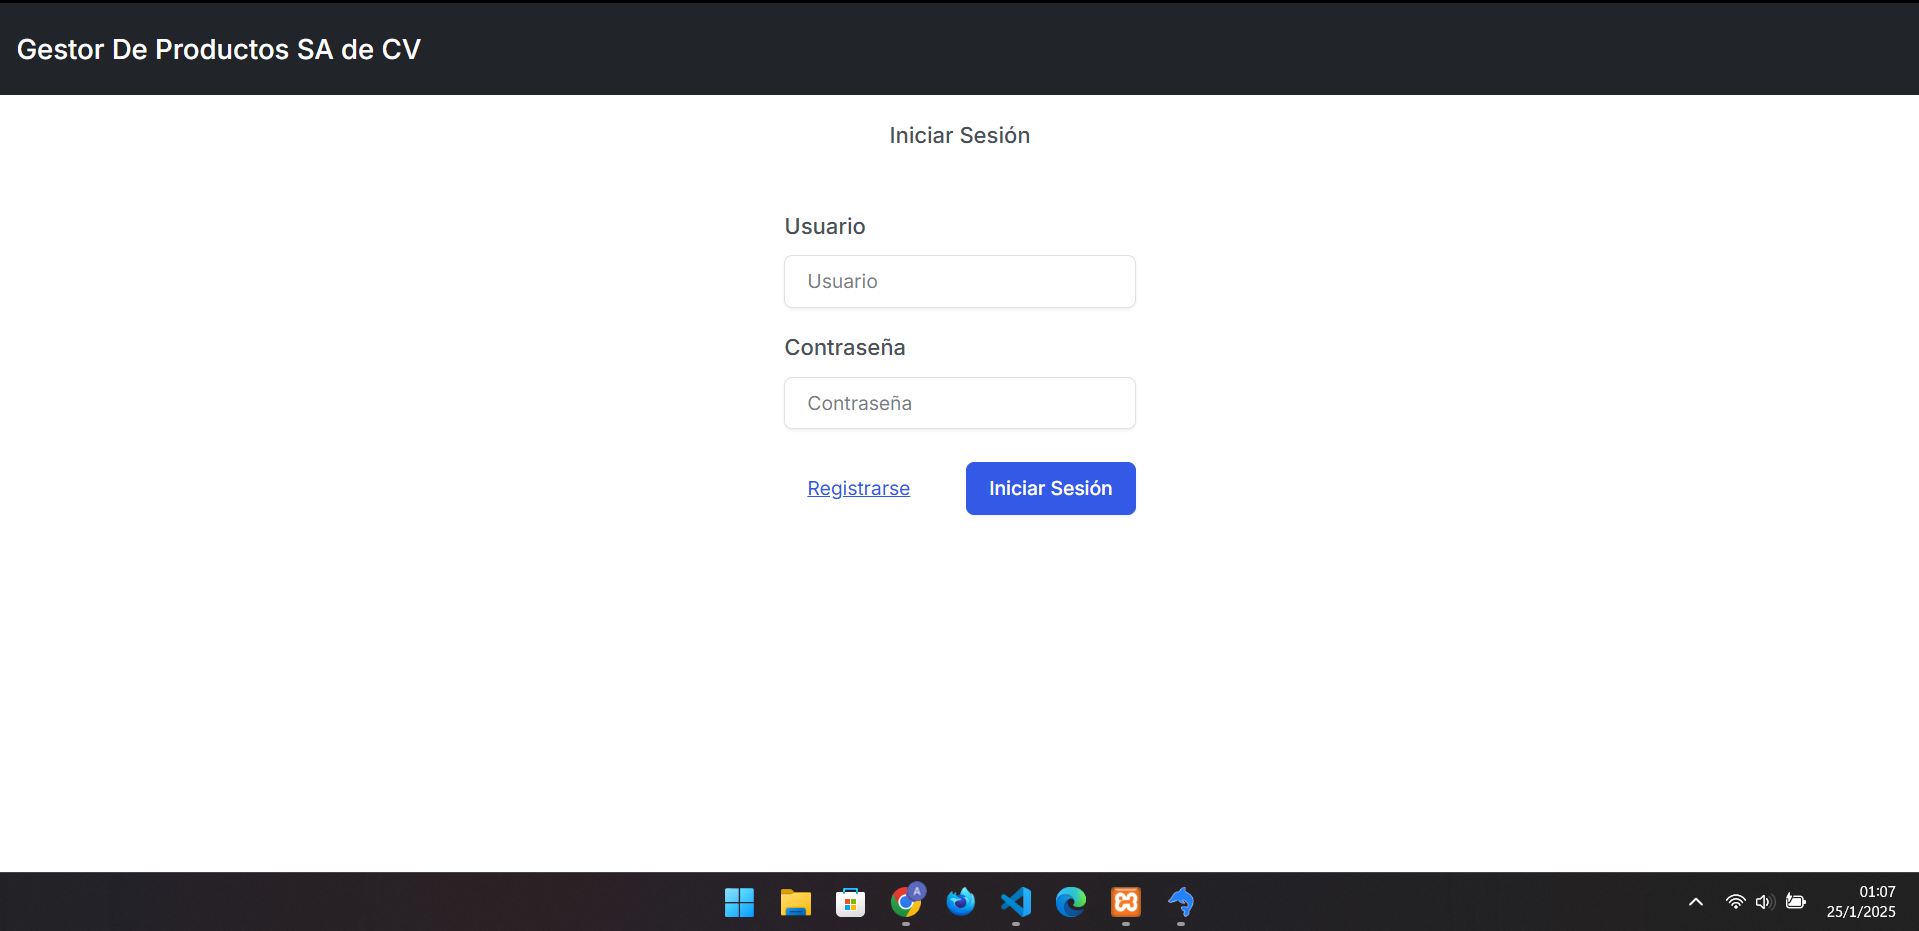 Gestor De Productos SA de CV
Iniciar Sesión
Usuario
Usuario
Contraseña
Contraseña
Registrarse
Iniciar Sesión
A
01:07
25/1/2025